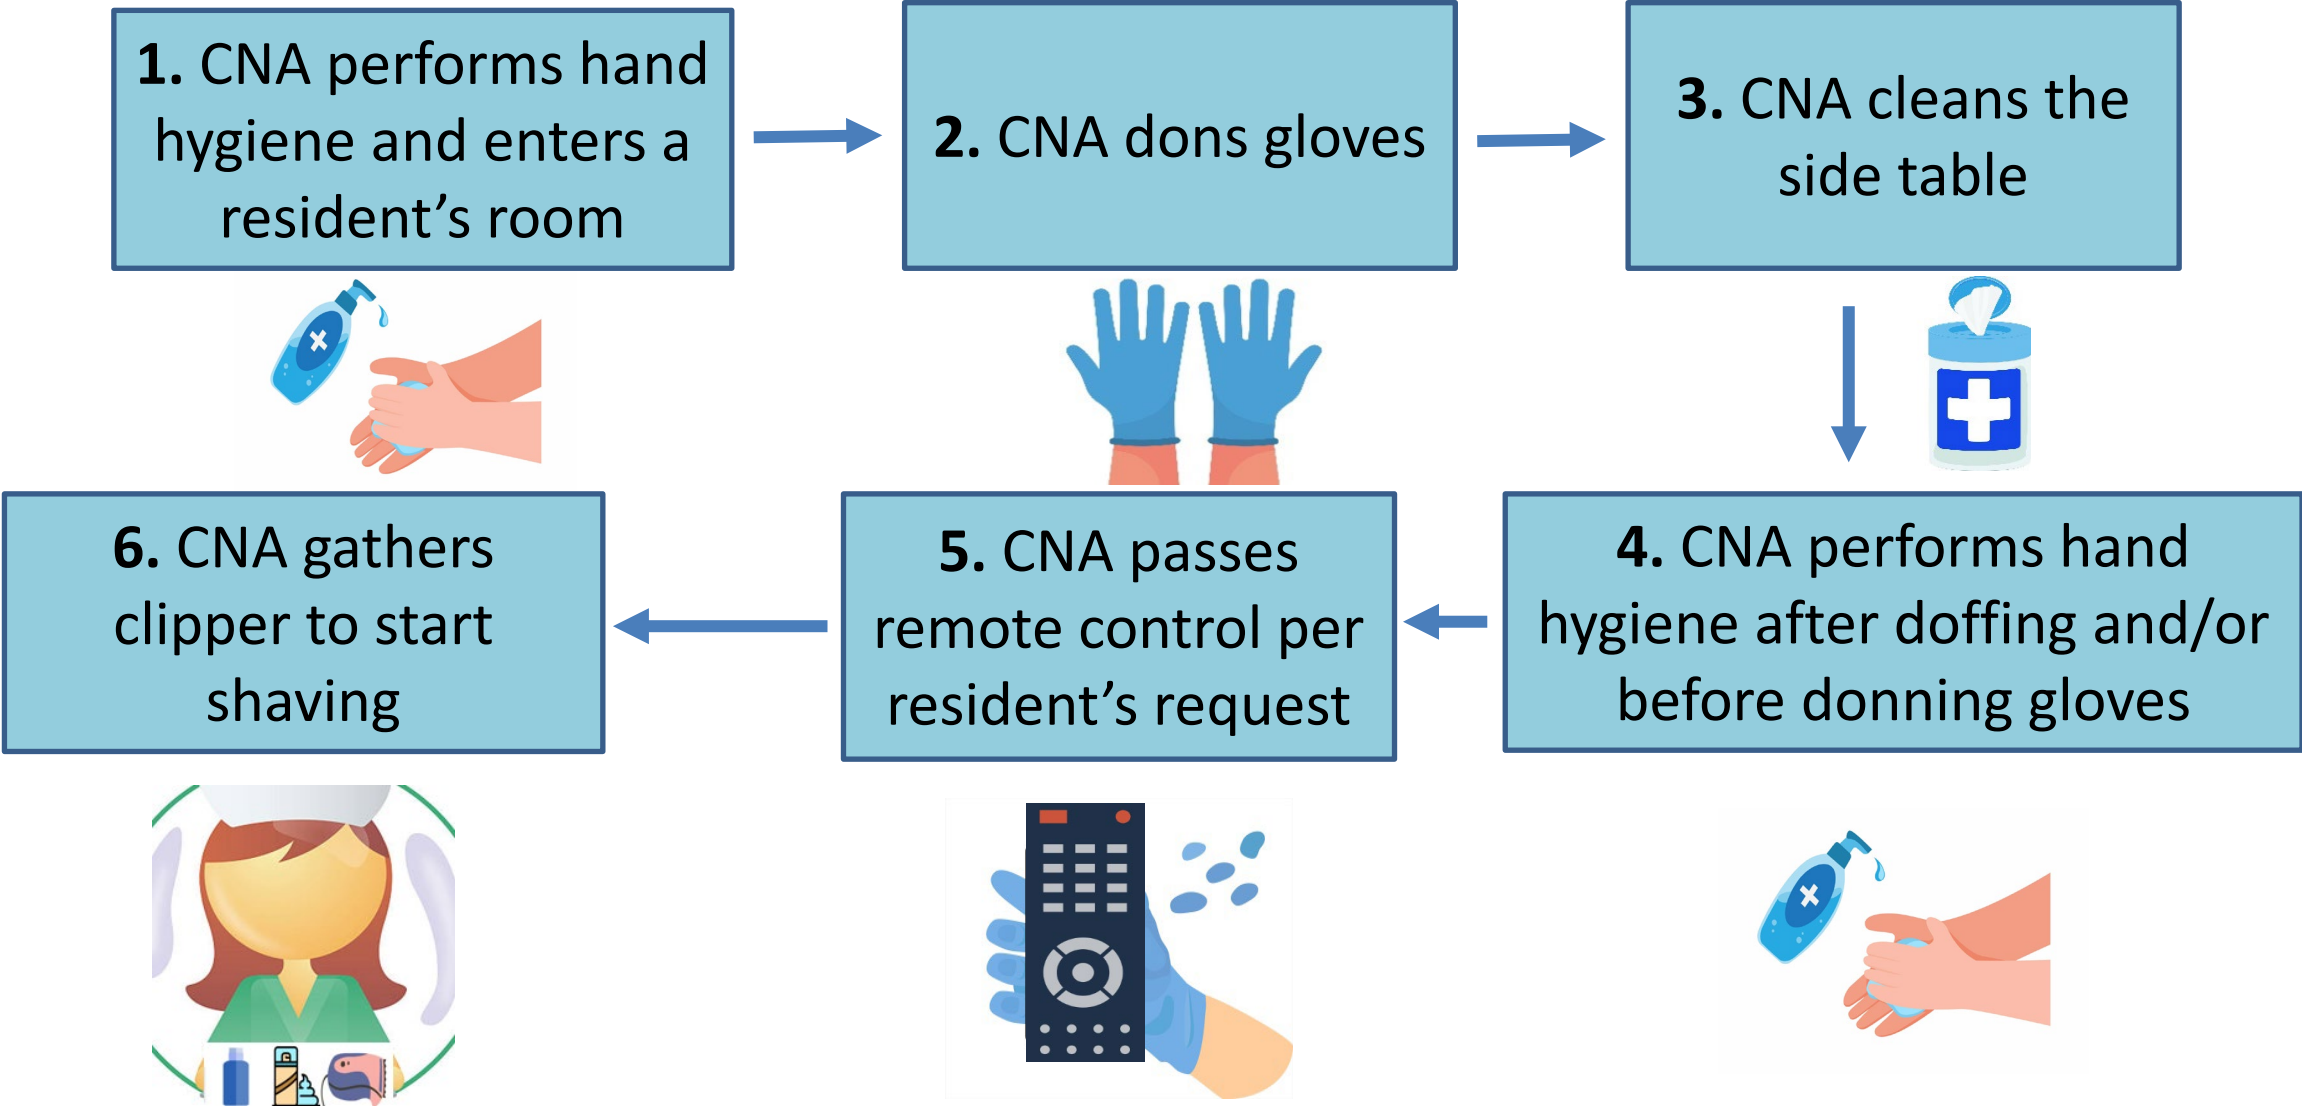 1. CNA performs hand
hygiene and enters a
resident’s room
2. CNA dons gloves
3. CNA cleans the
side table
4. CNA performs hand
hygiene after doffing and/or
before donning gloves
5. CNA passes
remote control per
resident’s request
6. CNA gathers
clipper to start
shaving